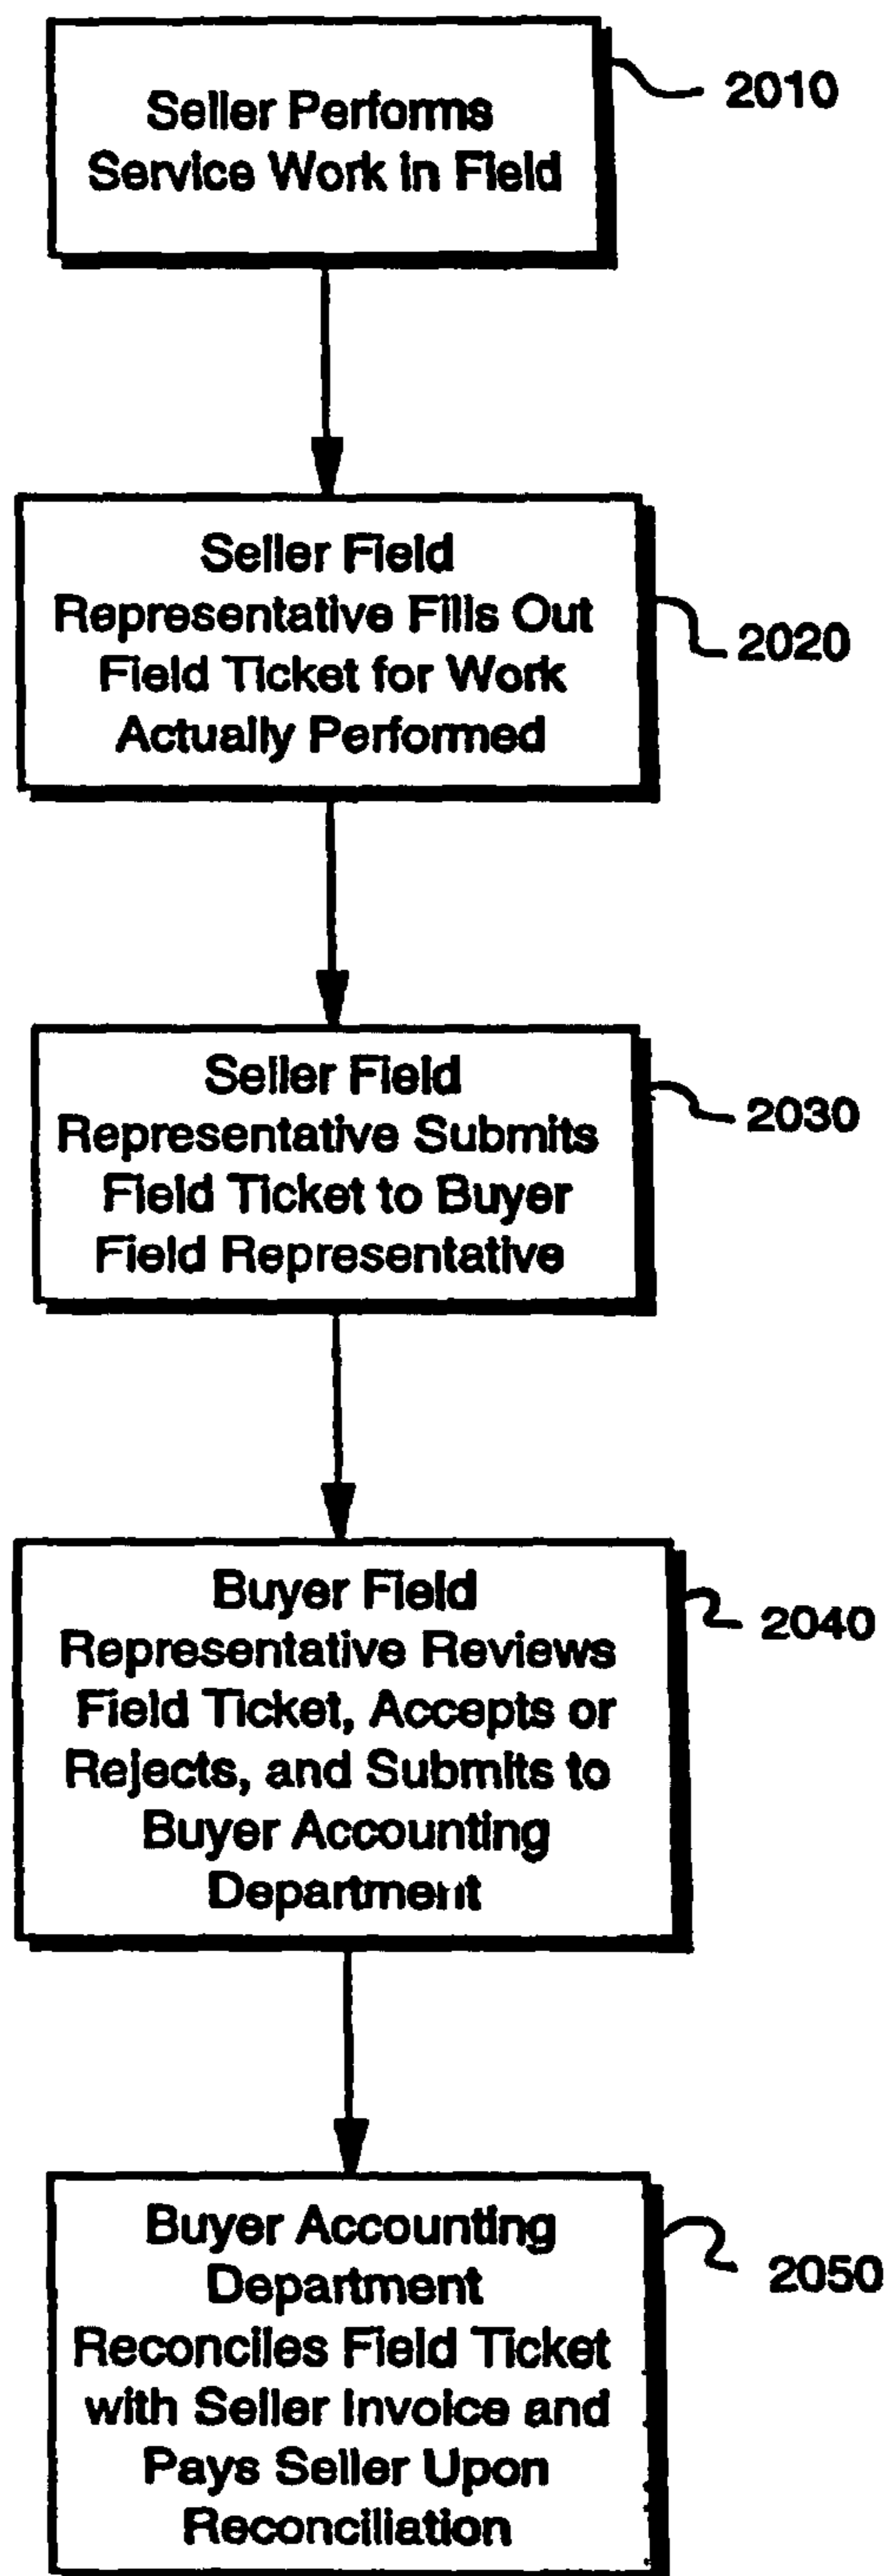 Seller Performs
Service Work in Field
2010
Seller Field
Representative Fills Out
Field Ticket for Work
Actually Performed
2020
Seller Field
Representative Submits
Field Ticket to Buyer
Field Representative
2030
Buyer Field
Representative Reviews
Field Ticket, Accepts or
Rejects, and Submits to
Buyer Accounting
Department
2040
Buyer Accounting
Department
Reconciles Field Ticket
with Seller Invoice and
Pays Seller Upon
Reconciliation
2050